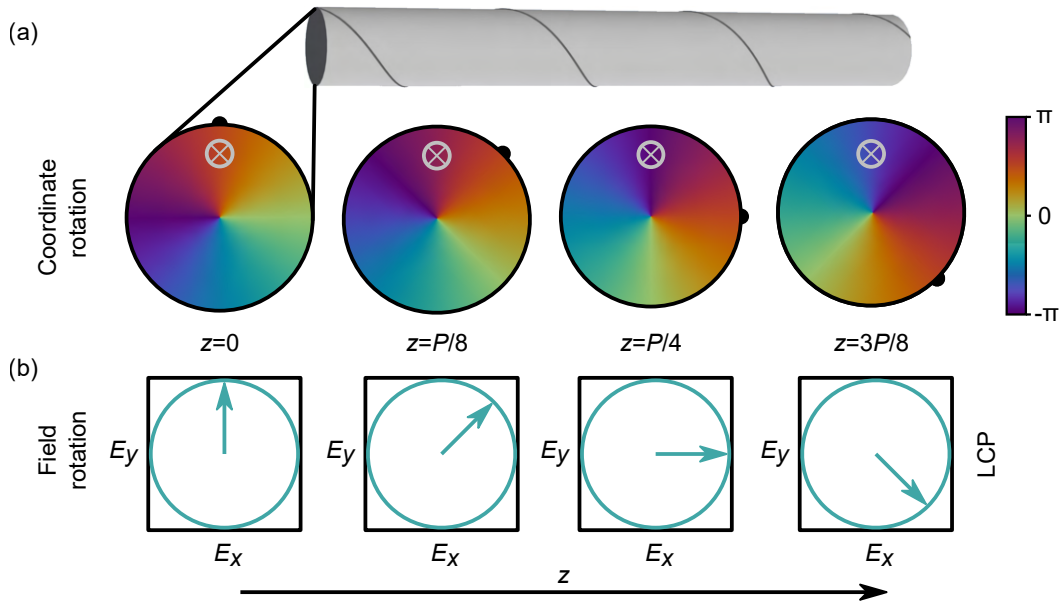 (a)
Coordinate
rotation
π
0
-π
z=0
z=P/8
z=P/4
z=3P/8
(b)
Field
rotation
Ey
Ey
Ey
Ey
LCP
Ex
Ex
Ex
Ex
z